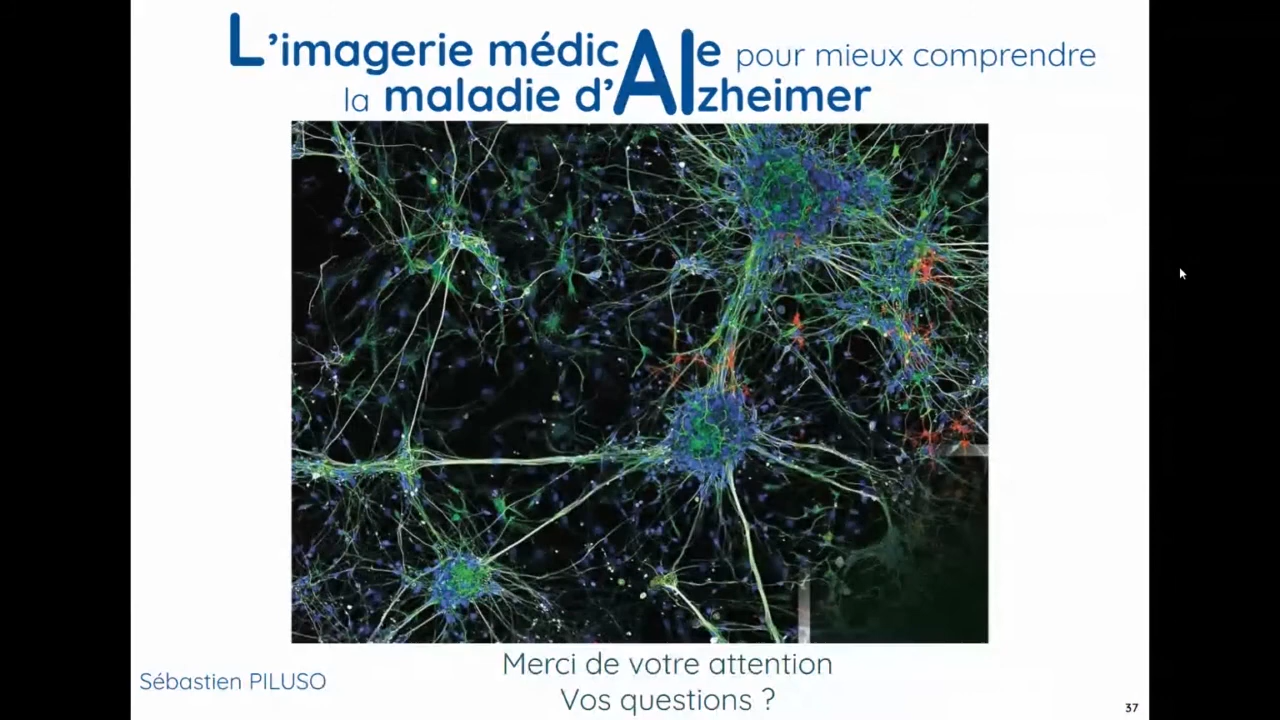 L'imagerie médicAle pour mieux comprendre
la maladie d'Alzheimer
Merci de votre attention
Sébastien PILUSO
Vos questions ?
37